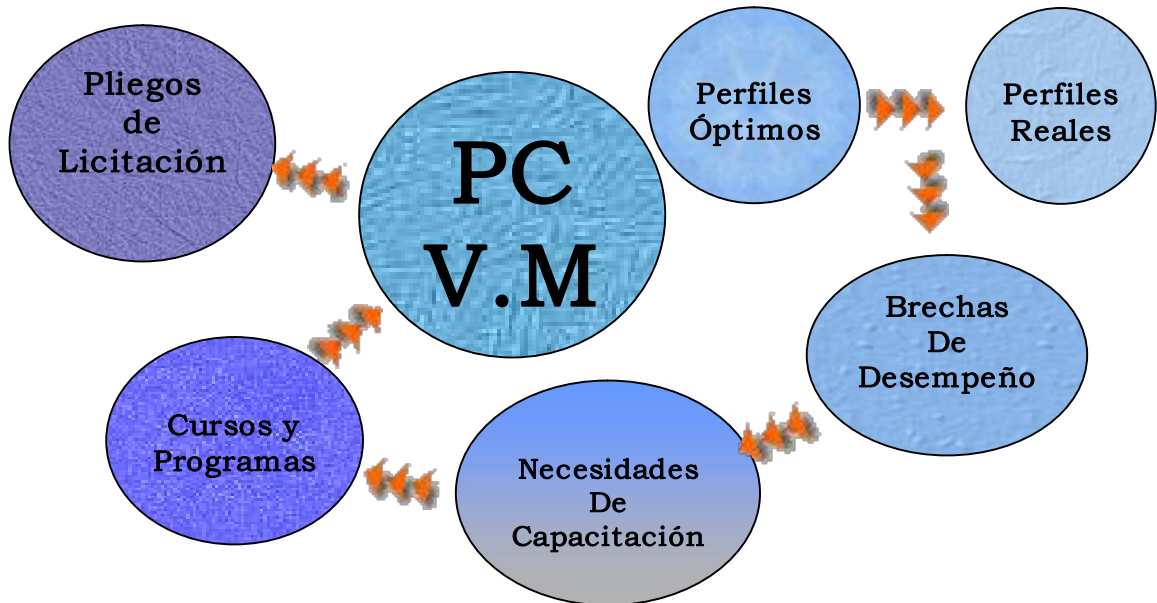 Pliegos
de
Licitación
PC
V.M
Perfiles
Óptimos
Perfiles
Reales
Brechas
De
Desempeño
Necesidades
De
Capacitación
Cursos y
Programas